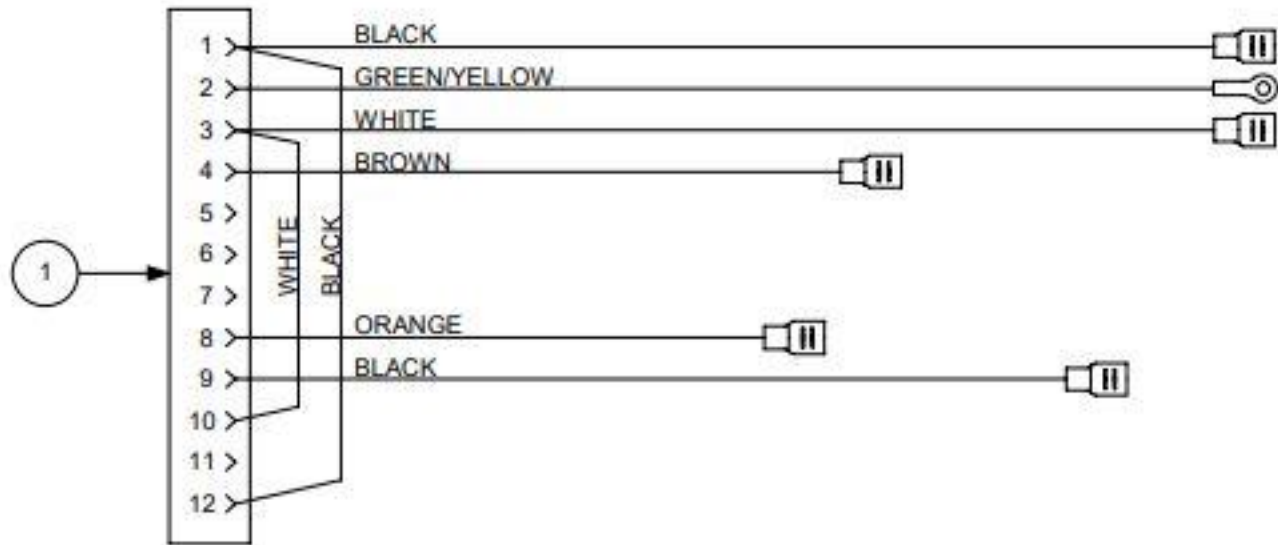 1 BLACK
2 GREEN/YELLOW
3 WHITE
4 BROWN
5
6
1
WHITE
BLACK
7
8 ORANGE
9 BLACK
10
11
12